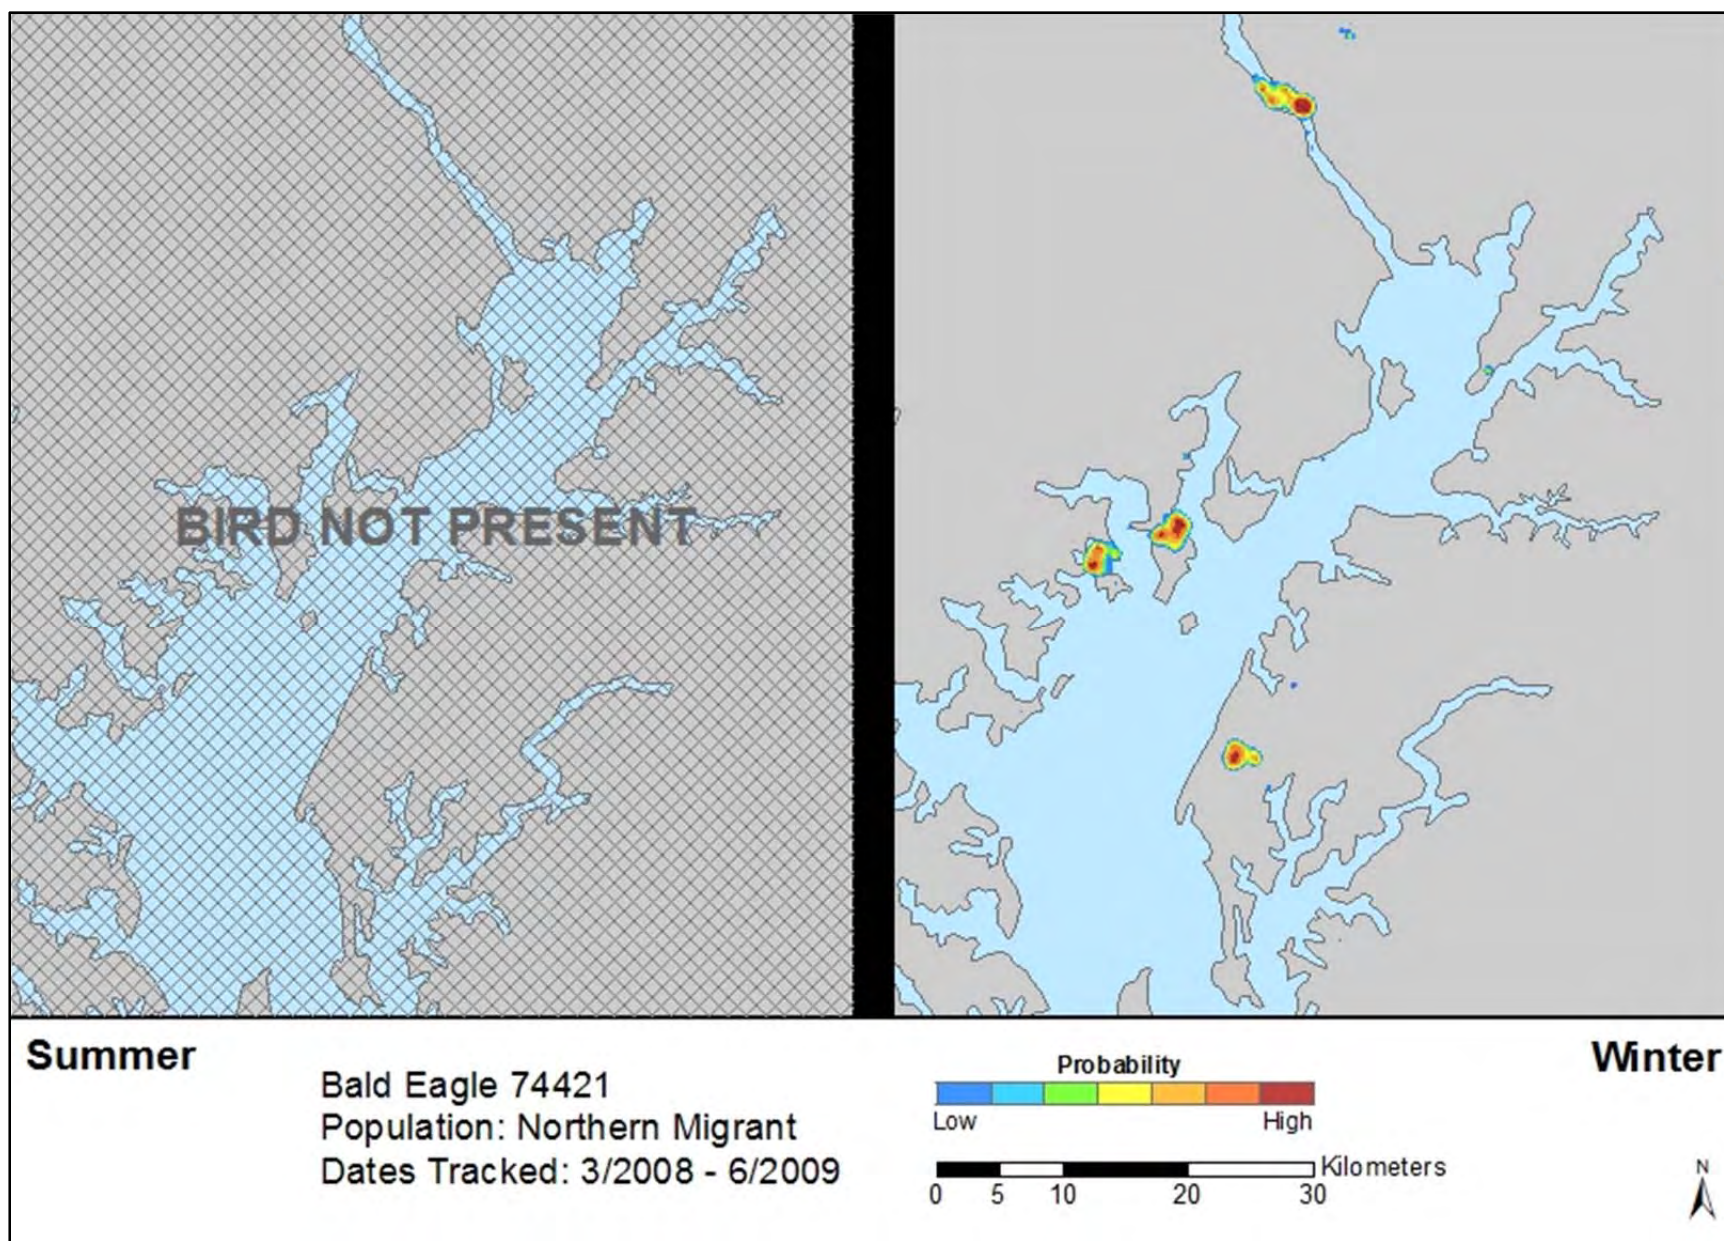 BIRD NOT PRESENT
Summer
Winter
Bald Eagle 74421
Population: Northern Migrant
Dates Tracked: 3/2008 - 6/2009
Probability
Low
High
Kilometers
0 5 10 20 30
N